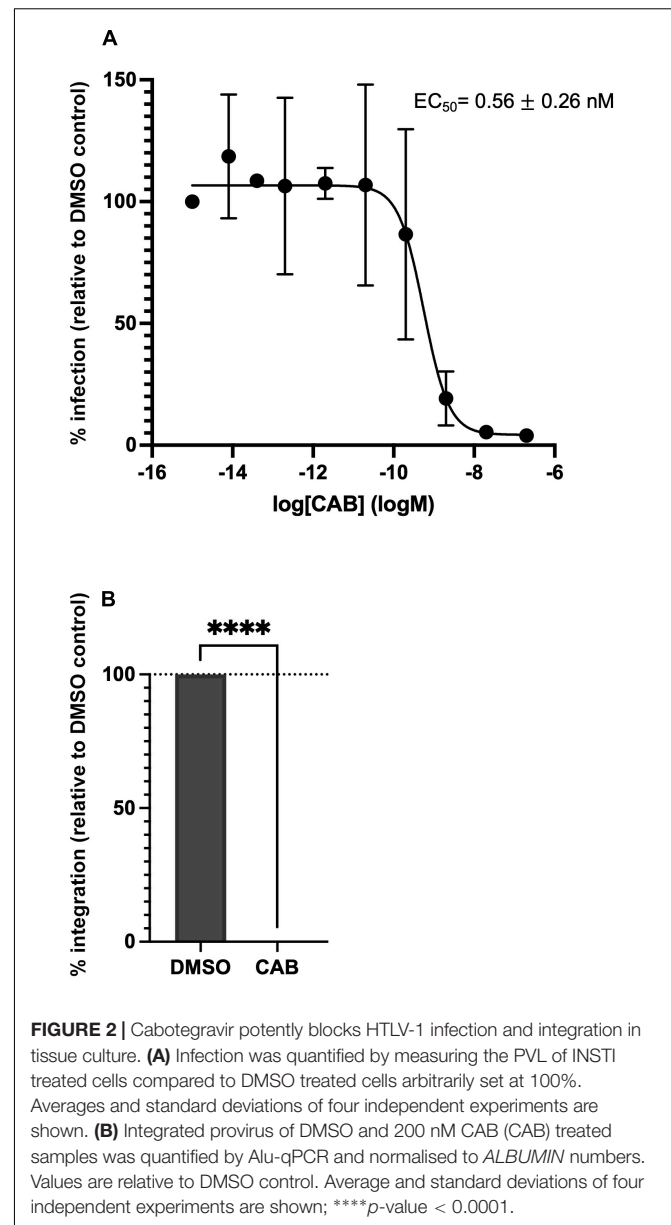 A
150
100
50
0
EC₅₀= 0.56 ± 0.26 nM
% infection (relative to DMSO control)
-16 -14 -12 -10 -8 -6
log[CAB] (logM)
B
****
100
50
0
% integration (relative to DMSO control)
DMSO CAB
FIGURE 2 | Cabotegravir potently blocks HTLV-1 infection and integration in
tissue culture. (A) Infection was quantified by measuring the PVL of INSTI
treated cells compared to DMSO treated cells arbitrarily set at 100%.
Averages and standard deviations of four independent experiments are
shown. (B) Integrated provirus of DMSO and 200 nM CAB (CAB) treated
samples was quantified by Alu-qPCR and normalised to ALBUMIN numbers.
Values are relative to DMSO control. Average and standard deviations of four
independent experiments are shown; ****p-value < 0.0001.